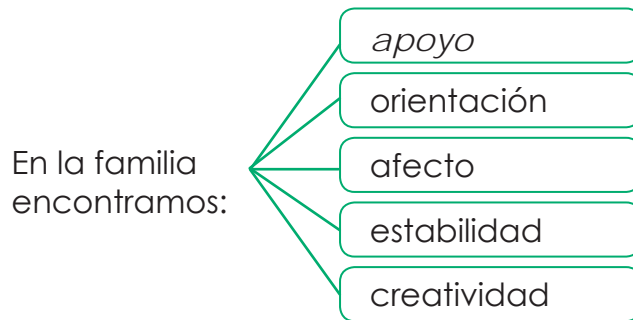 En la familia
encontramos:
apoyo
orientación
afecto
estabilidad
creatividad